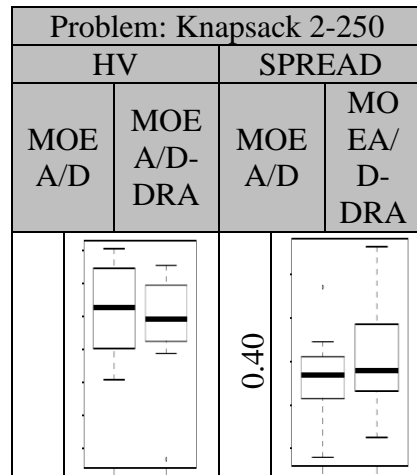 Problem: Knapsack 2-250
HV SPREAD
MOE
A/D
MOE
A/D-
DRA
MOE
A/D
MO
EA/
D-
DRA
0.40